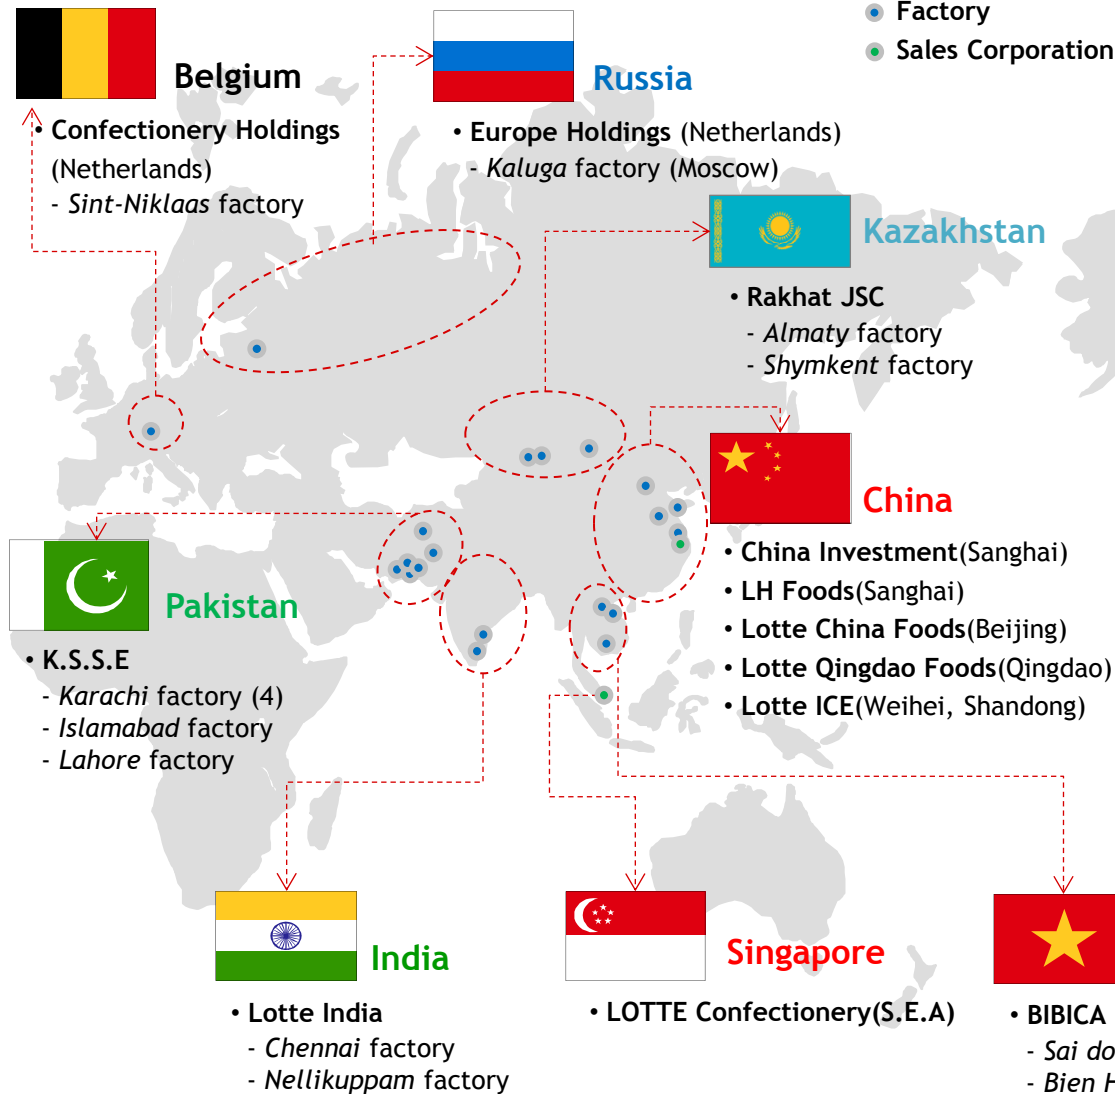 Factory
Sales Corporation
Belgium
• Confectionery Holdings
(Netherlands)
- Sint-Niklaas factory
Russia
• Europe Holdings (Netherlands)
- Kaluga factory (Moscow)
Kazakhstan
• Rakhat JSC
- Almaty factory
- Shymkent factory
China
• China Investment(Sanghai)
• LH Foods(Sanghai)
• Lotte China Foods(Beijing)
• Lotte Qingdao Foods(Qingdao)
• Lotte ICE(Weihei, Shandong)
Pakistan
• K.S.S.E
- Karachi factory (4)
- Islamabad factory
- Lahore factory
India
• Lotte India
- Chennai factory
- Nellikuppam factory
Singapore
• LOTTE Confectionery(S.E.A)
• BIBICA
- Sai do
- Bien H